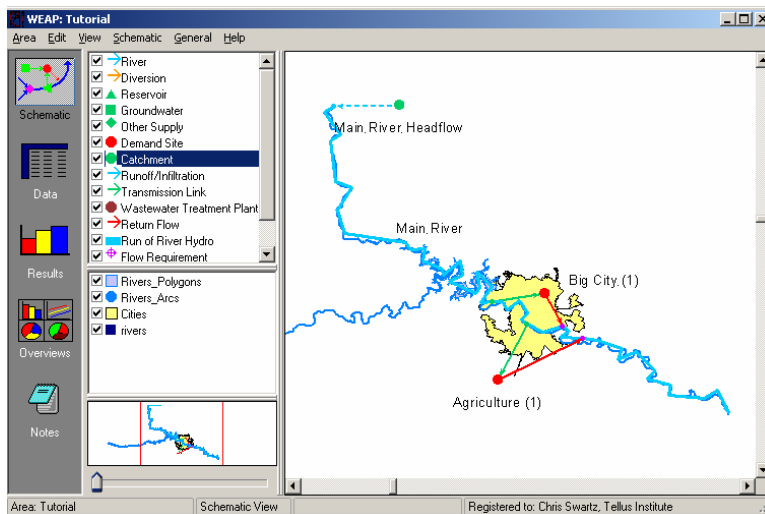 WEAP: Tutorial
Area Edit View Schematic General Help
Schematic
Data
Results
Overviews
Notes
River
Diversion
Reservoir
Groundwater
Other Supply
Demand Site
Catchment
Runoff/Infiltration
Transmission Link
Wastewater Treatment Plant
Return Flow
Run of River Hydro
Flow Requirement
Rivers_Polygons
Rivers_Arcs
Cities
rivers
Main River Headflow
Main River
Big City (1)
Agriculture (1)
Area: Tutorial
Schematic View
Registered to: Chris Swartz, Tellus Institute